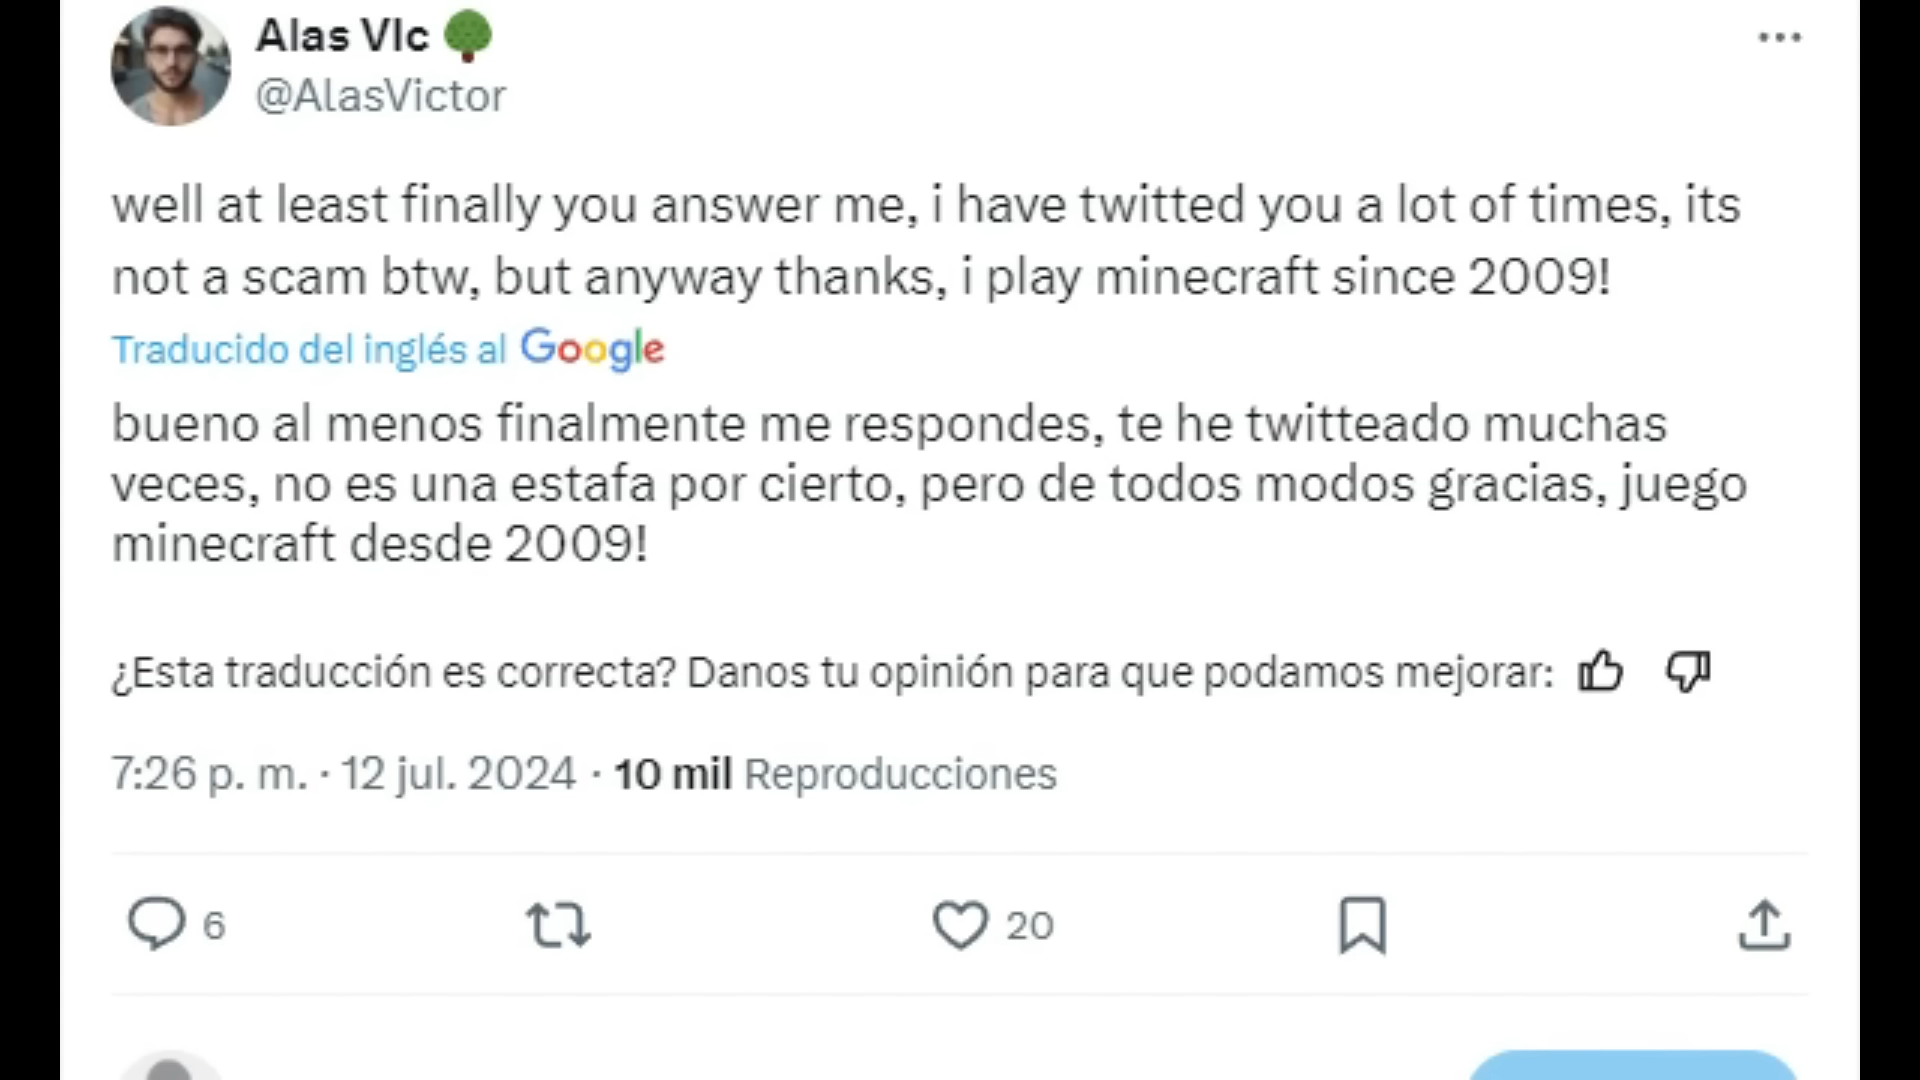 Alas Vlc
@AlasVictor
well at least finally you answer me, i have twitted you a lot of times, its
not a scam btw, but anyway thanks, i play minecraft since 2009!
Traducido del inglés al Google
bueno al menos finalmente me respondes, te he twitteado muchas
veces, no es una estafa por cierto, pero de todos modos gracias, juego
minecraft desde 2009!
¿Esta traducción es correcta? Danos tu opinión para que podamos mejorar:
7:26 p. m. · 12 jul. 2024 · 10 mil Reproducciones
6 20